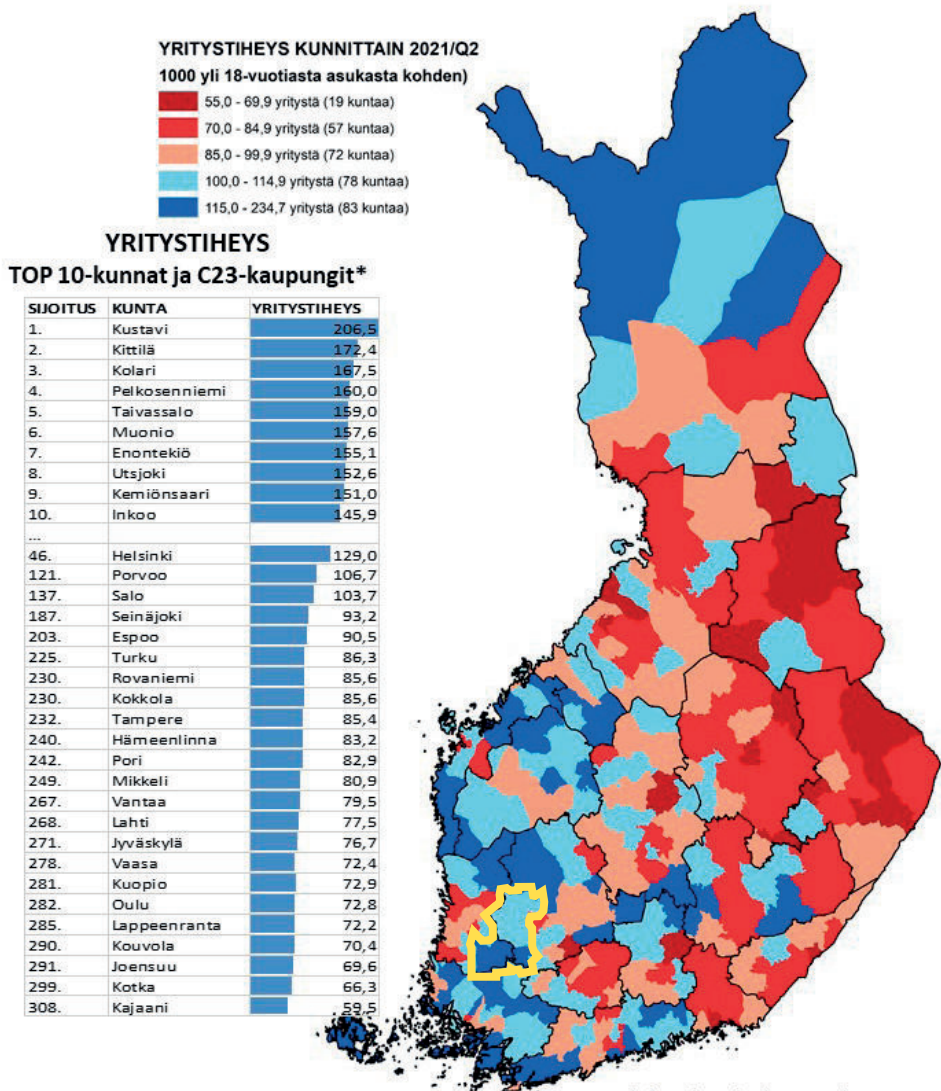 YRITYSTIHEYS KUNNITTAIN 2021/Q2
1000 yli 18-vuotiasta asukasta kohden)
55,0 - 69,9 yritystä (19 kuntaa)
70,0 - 84,9 yritystä (57 kuntaa)
85,0 - 99,9 yritystä (72 kuntaa)
100,0 - 114,9 yritystä (78 kuntaa)
115,0 - 234,7 yritystä (83 kuntaa)
YRITYSTIHEYS
TOP 10-kunnat ja C23-kaupungit*
SIJOITUS KUNTA YRITYSTIHEYS
1. Kustavi 206,5
2. Kittilä 172,4
3. Kolari 167,5
4. Pelkosenniemi 160,0
5. Taivassalo 159,0
6. Muonio 157,6
7. Enontekiö 155,1
8. Utsjoki 152,6
9. Kemiönsaari 151,0
10. Inkoo 145,9
...
46. Helsinki 129,0
121. Porvoo 106,7
137. Salo 103,7
187. Seinäjoki 93,2
203. Espoo 90,5
225. Turku 86,3
230. Rovaniemi 85,6
230. Kokkola 85,6
232. Tampere 85,4
240. Hämeenlinna 83,2
242. Pori 82,9
249. Mikkeli 80,9
267. Vantaa 79,5
268. Lahti 77,5
271. Jyväskylä 76,7
278. Vaasa 72,4
281. Kuopio 72,9
282. Oulu 72,8
285. Lappeenranta 72,2
290. Kouvola 70,4
291. Joensuu 69,6
299. Kotka 66,3
308. Kajaani 59,5